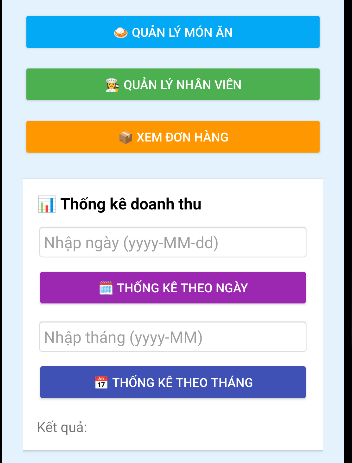 🍛 QUẢN LÝ MÓN ĂN
🧑‍🍳 QUẢN LÝ NHÂN VIÊN
📦 XEM ĐƠN HÀNG
📊 Thống kê doanh thu
Nhập ngày (yyyy-MM-dd)
🗓️ THỐNG KÊ THEO NGÀY
Nhập tháng (yyyy-MM)
📅 THỐNG KÊ THEO THÁNG
Kết quả: